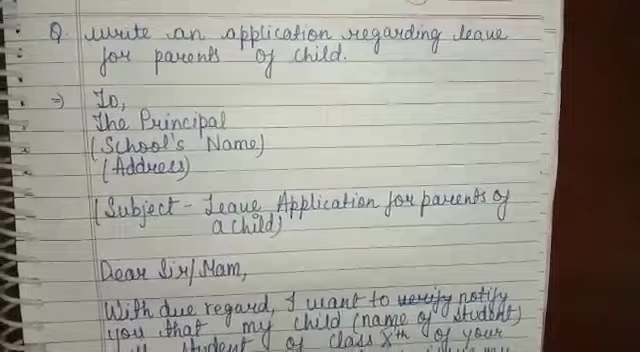 Q. Write an application regarding leave
for parents of child.
⇒ To,
The Principal
(School's Name)
(Address)
(Subject - Leave Application for parents of
a child)
Dear Sir/Mam,
With due regard, I want to verify notify
you that my child (name of student)
student of class 8th of your